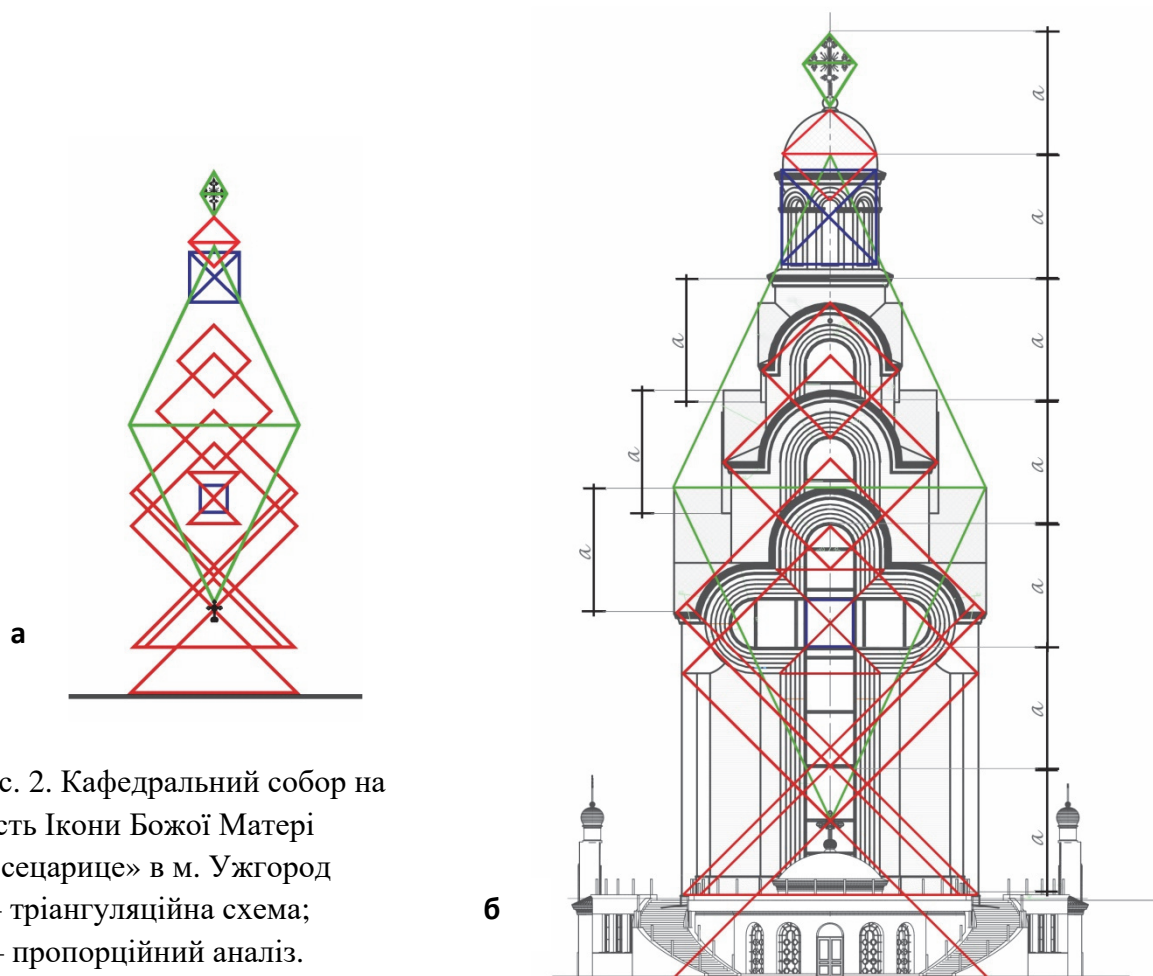 a
a
a
a
a
a
a
a
a
a
а
б
с. 2. Кафедральний собор на
сть Ікони Божої Матері
сецарице» в м. Ужгород
– тріангуляційна схема;
– пропорційний аналіз.